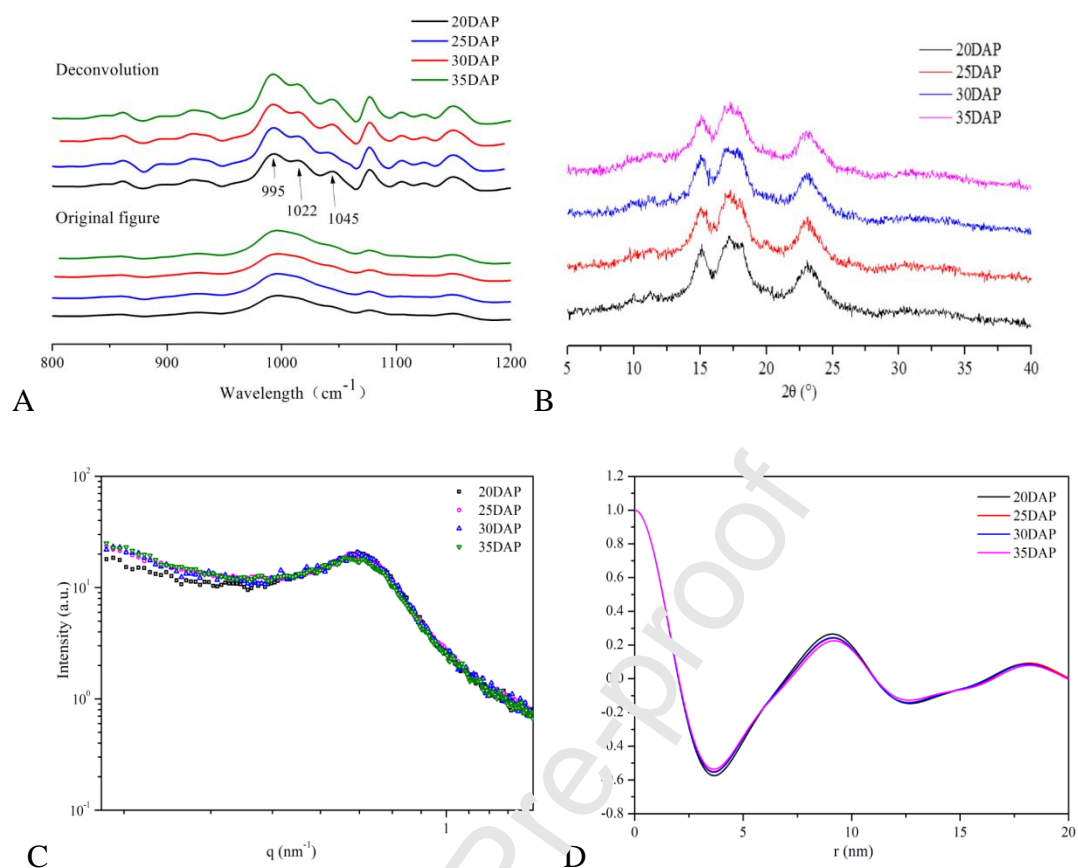 20DAP
25DAP
30DAP
35DAP
Deconvolution
995
1022
1045
Original figure
800 900 1000 1100 1200
Wavelength（cm-1）
A
20DAP
25DAP
30DAP
35DAP
5 10 15 20 25 30 35 40
2θ (°)
B
102
101
100
10-1
Intensity (a.u.)
20DAP
25DAP
30DAP
35DAP
1
q (nm-1)
C
1.2
1.0
0.8
0.6
0.4
0.2
0.0
-0.2
-0.4
-0.6
-0.8
20DAP
25DAP
30DAP
35DAP
0 5 10 15 20
r (nm)
D
Pre-proof